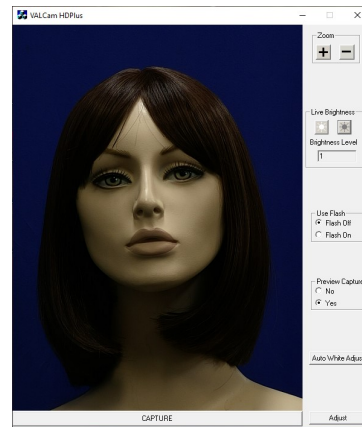 VALCam HDPlus
Zoom
+ −
Live Brightness
Brightness Level
1
Use Flash
Flash Off
Flash On
Preview Capture
No
Yes
Auto White Adjus
CAPTURE
Adjust